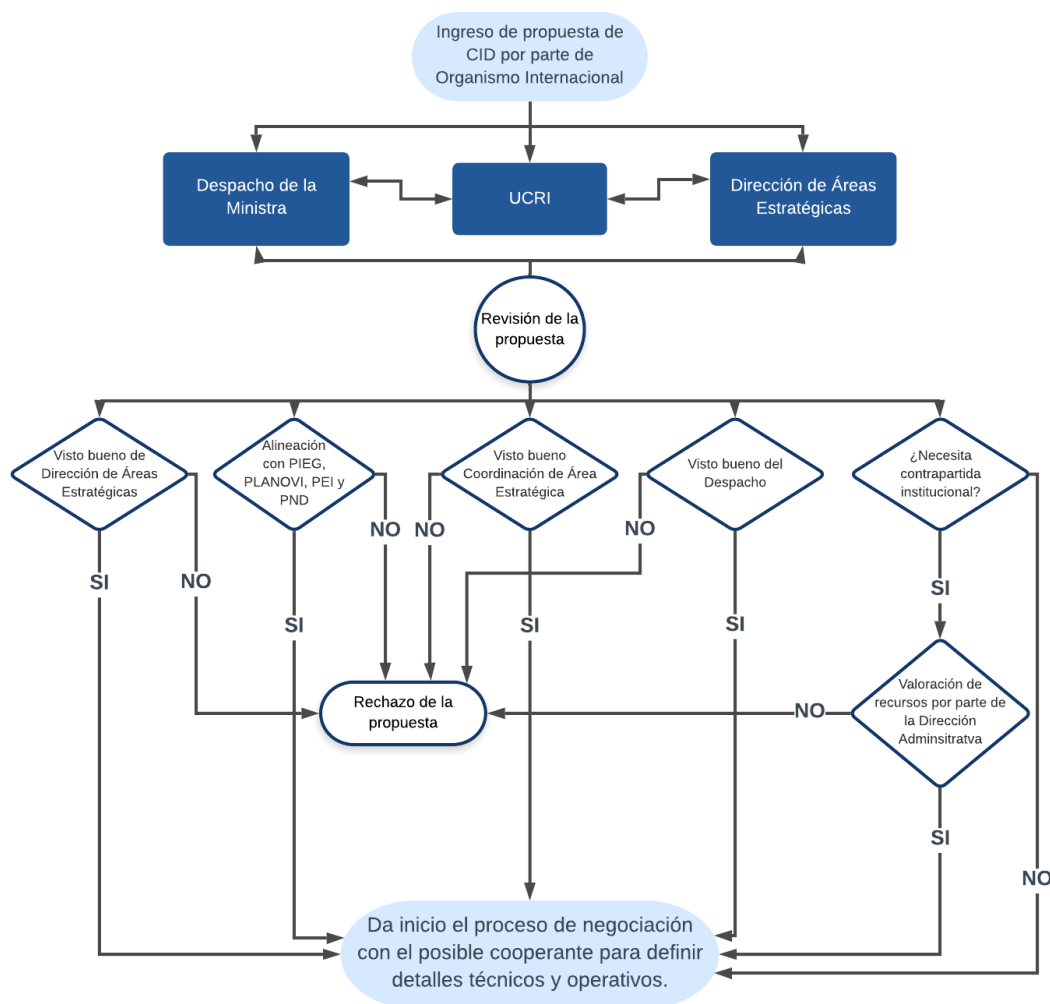 Ingreso de propuesta de
CID por parte de
Organismo Internacional
Despacho de la
Ministra
UCRI
Dirección de Áreas
Estratégicas
Revisión de la
propuesta
Visto bueno de
Dirección de Áreas
Estratégicas
Alineación
con PIEG,
PLANOVI, PEI y
PND
Visto bueno
Coordinación de Área
Estratégica
Visto bueno del
Despacho
¿Necesita
contrapartida
institucional?
NO
NO
NO
SI
NO
SI
SI
SI
SI
Rechazo de la
propuesta
NO
Valoración de
recursos por parte de
la Dirección
Adminsitratva
SI
NO
Da inicio el proceso de negociación
con el posible cooperante para definir
detalles técnicos y operativos.